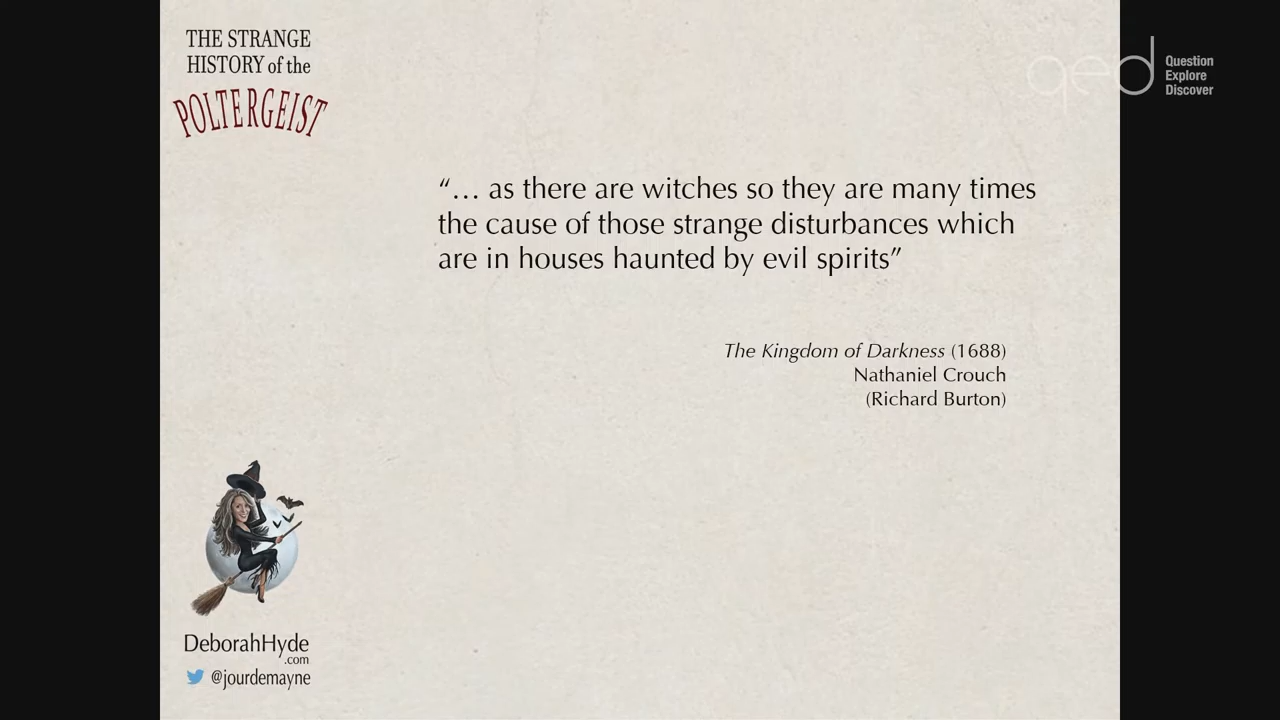 THE STRANGE
HISTORY of the
POLTERGEIST
qed
Question
Explore
Discover
“… as there are witches so they are many times
the cause of those strange disturbances which
are in houses haunted by evil spirits”
The Kingdom of Darkness (1688)
Nathaniel Crouch
(Richard Burton)
DeborahHyde
.com
@jourdemayne